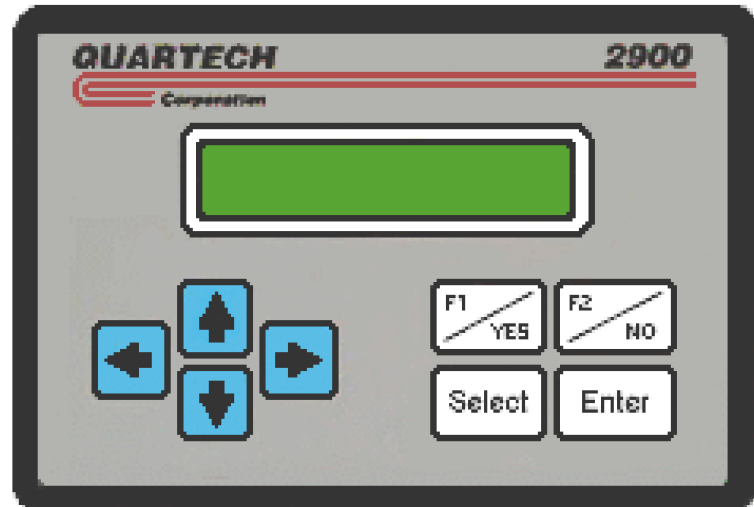 QUARTECH 2900
Corporation
F1 YES F2 NO
Select Enter